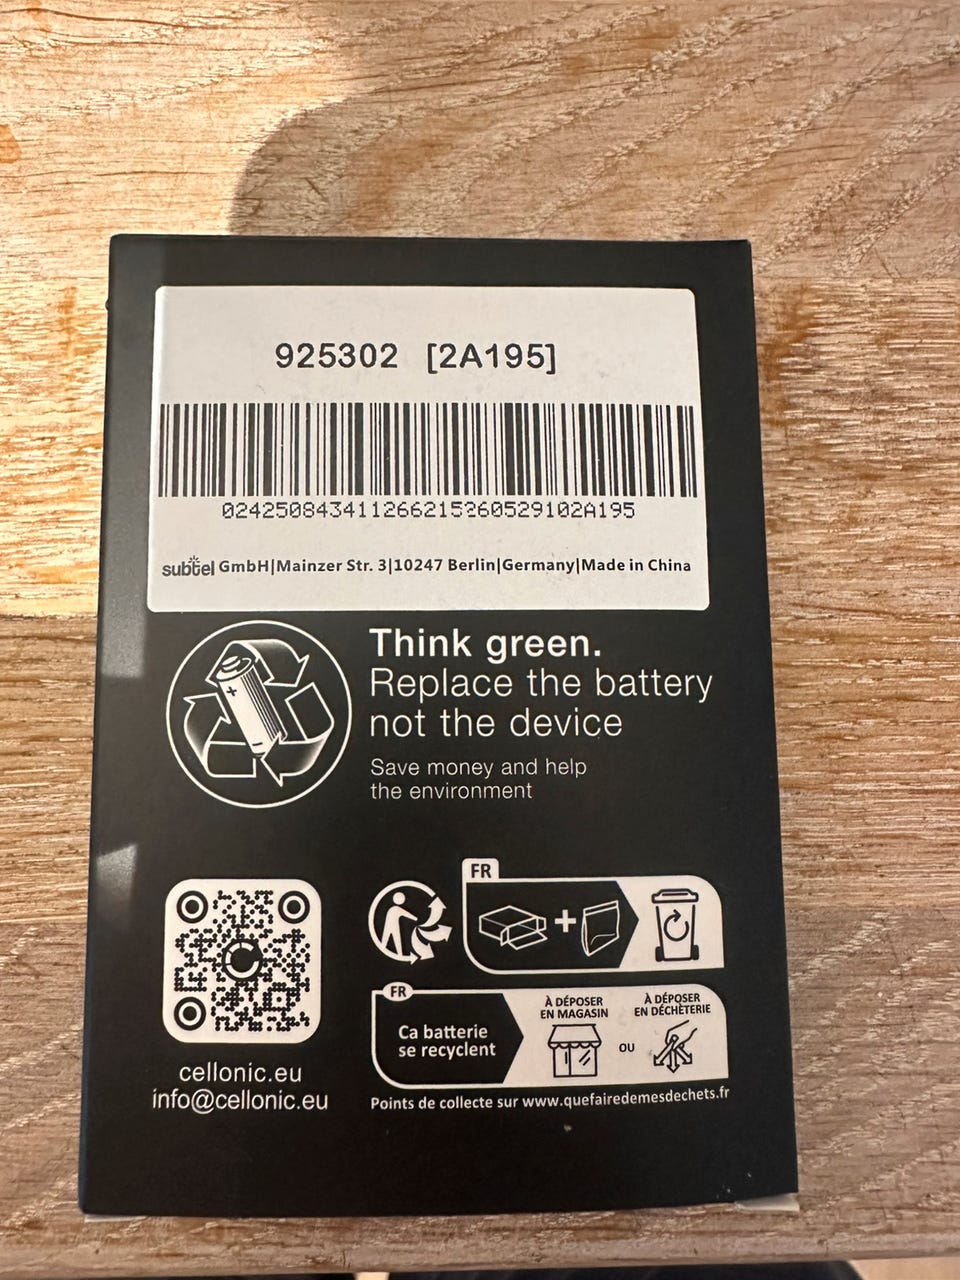 925302 [2A195]
024250843411266215260529102A195
subtel GmbH|Mainzer Str. 3|10247 Berlin|Germany|Made in China
Think green.
Replace the battery
not the device
Save money and help
the environment
FR
FR
Ca batterie
se recyclent
À DÉPOSER
EN MAGASIN
OU
À DÉPOSER
EN DÉCHÈTERIE
cellonic.eu
info@cellonic.eu
Points de collecte sur www.quefairedemesdechets.fr